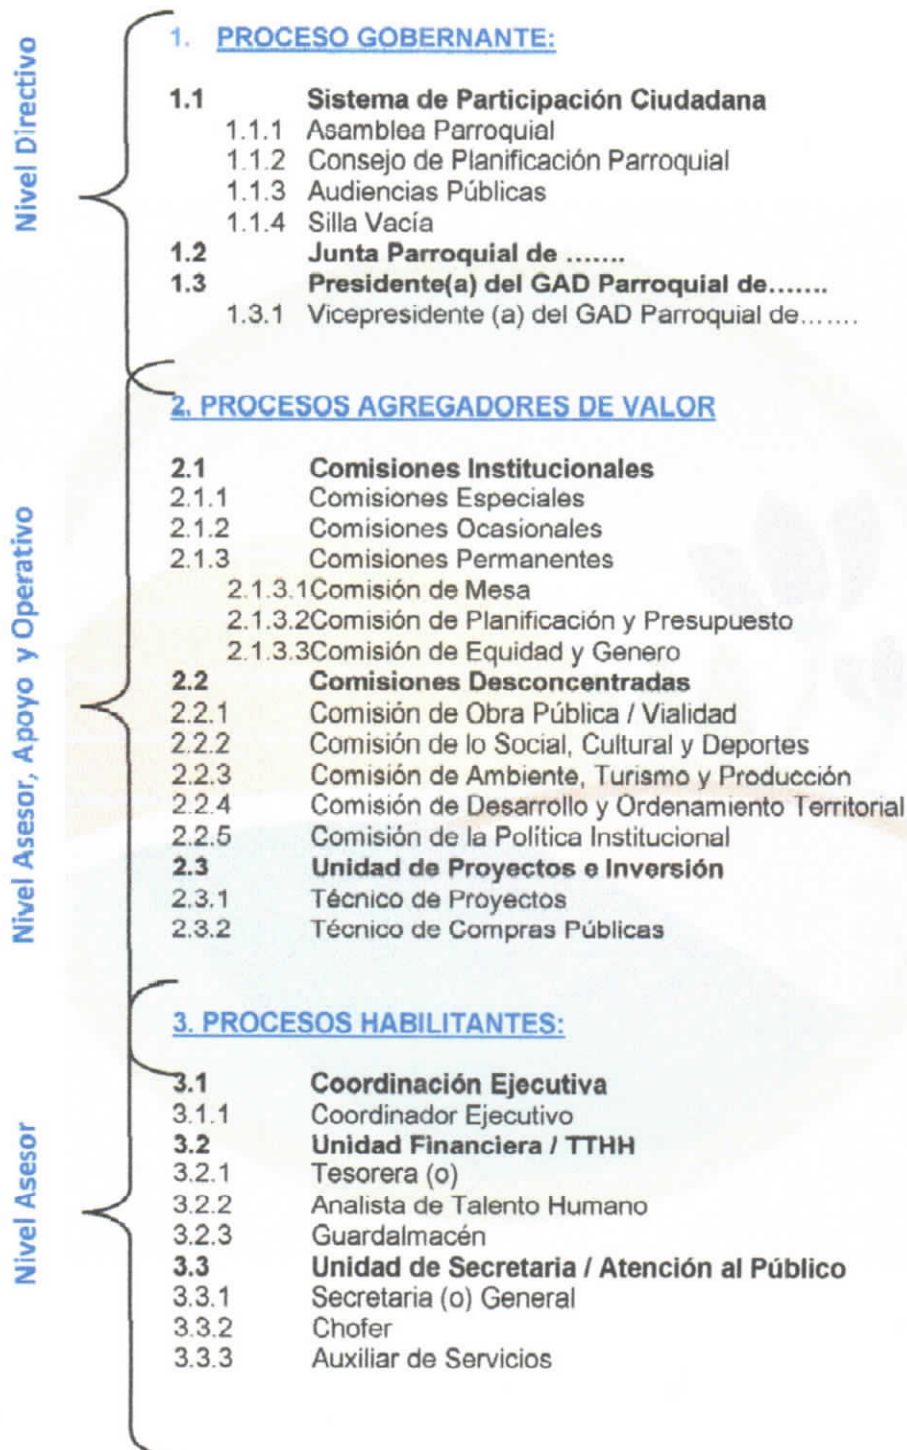 Nivel Directivo
1. PROCESO GOBERNANTE:
1.1 Sistema de Participación Ciudadana
1.1.1 Asamblea Parroquial
1.1.2 Consejo de Planificación Parroquial
1.1.3 Audiencias Públicas
1.1.4 Silla Vacía
1.2 Junta Parroquial de .......
1.3 Presidente(a) del GAD Parroquial de.......
1.3.1 Vicepresidente (a) del GAD Parroquial de.......
Nivel Asesor, Apoyo y Operativo
2. PROCESOS AGREGADORES DE VALOR
2.1 Comisiones Institucionales
2.1.1 Comisiones Especiales
2.1.2 Comisiones Ocasionales
2.1.3 Comisiones Permanentes
2.1.3.1Comisión de Mesa
2.1.3.2Comisión de Planificación y Presupuesto
2.1.3.3Comisión de Equidad y Genero
2.2 Comisiones Desconcentradas
2.2.1 Comisión de Obra Pública / Vialidad
2.2.2 Comisión de lo Social, Cultural y Deportes
2.2.3 Comisión de Ambiente, Turismo y Producción
2.2.4 Comisión de Desarrollo y Ordenamiento Territorial
2.2.5 Comisión de la Política Institucional
2.3 Unidad de Proyectos e Inversión
2.3.1 Técnico de Proyectos
2.3.2 Técnico de Compras Públicas
Nivel Asesor
3. PROCESOS HABILITANTES:
3.1 Coordinación Ejecutiva
3.1.1 Coordinador Ejecutivo
3.2 Unidad Financiera / TTHH
3.2.1 Tesorera (o)
3.2.2 Analista de Talento Humano
3.2.3 Guardalmacén
3.3 Unidad de Secretaria / Atención al Público
3.3.1 Secretaria (o) General
3.3.2 Chofer
3.3.3 Auxiliar de Servicios